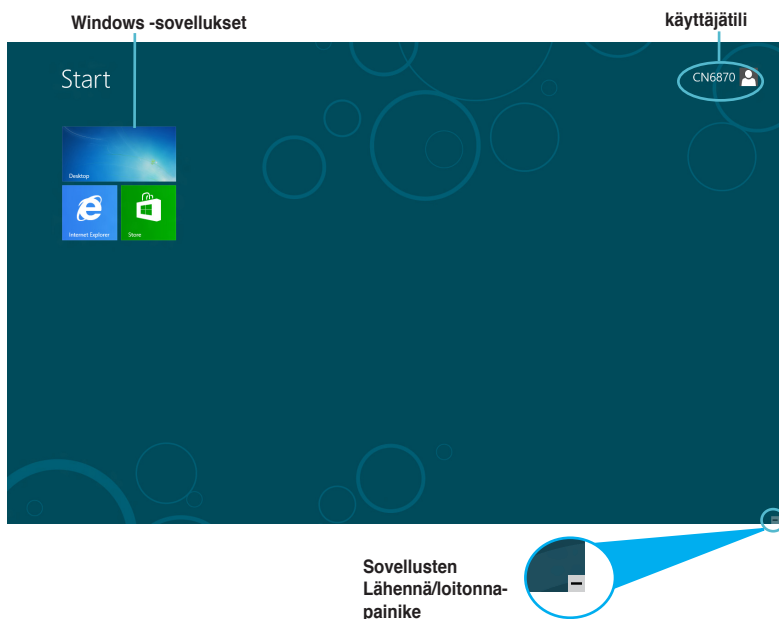 Windows -sovellukset
käyttäjätili
Start
CN6870
Desktop
Internet Explorer
Store
Sovellusten
Lähennä/loitonna-
painike